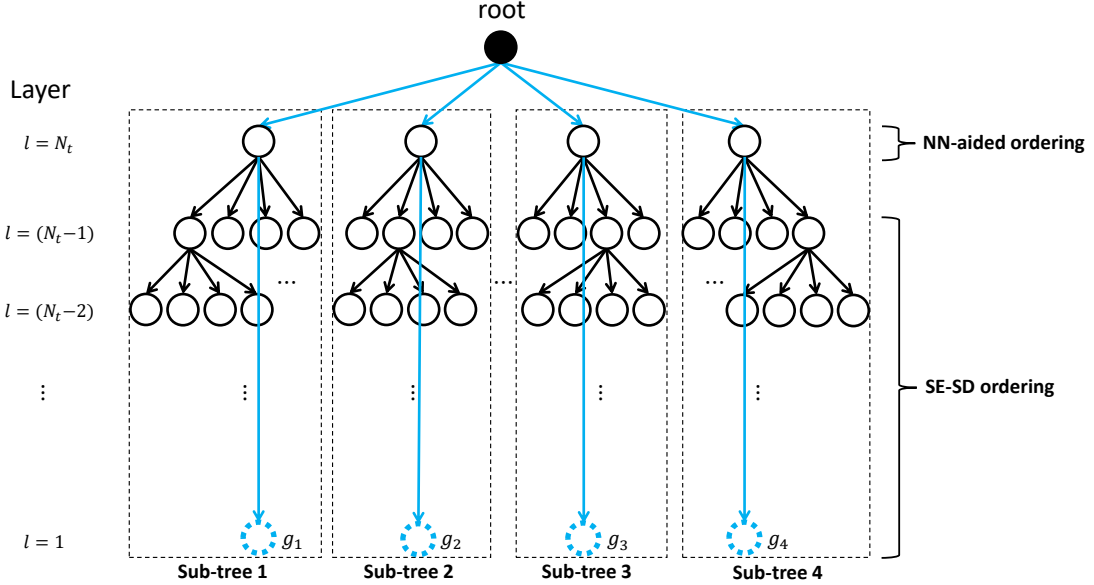 root
Layer
l = N_t
NN-aided ordering
l = (N_t−1)
...
...
...
l = (N_t−2)
SE-SD ordering
⋮ ⋮ ⋮ ⋮ ⋮
l = 1
g_1 g_2 g_3 g_4
Sub-tree 1 Sub-tree 2 Sub-tree 3 Sub-tree 4